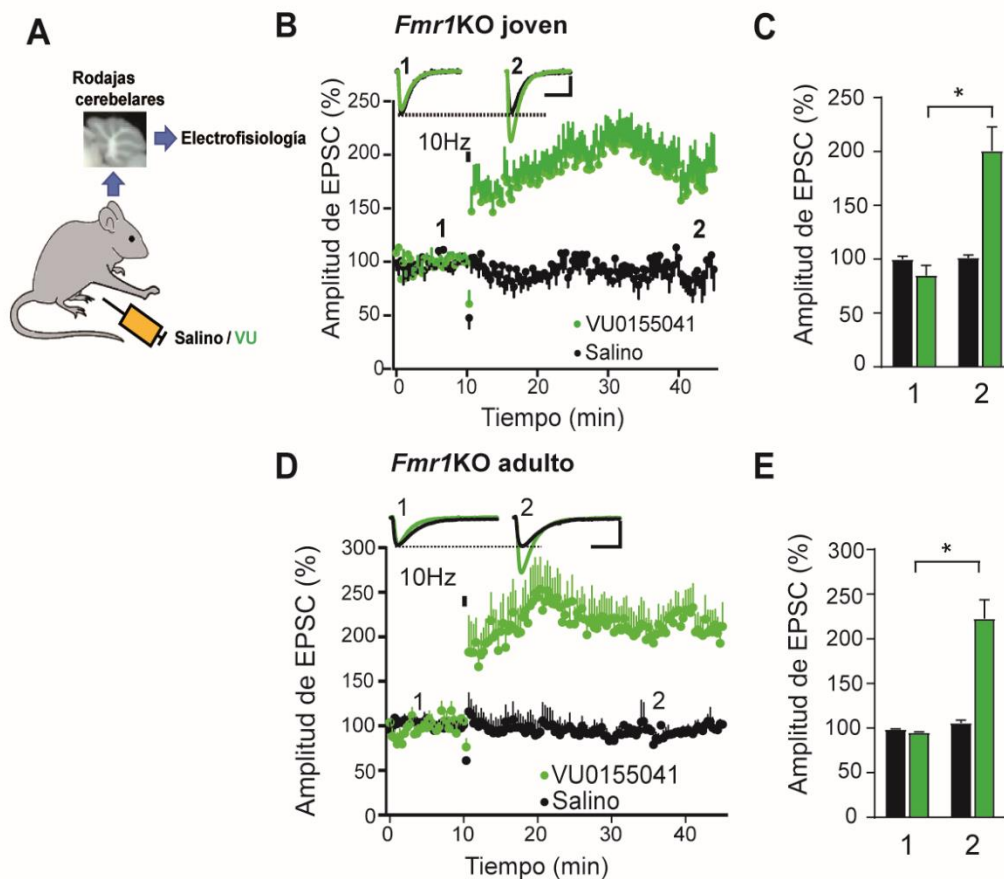 A
Rodajas
cerebelares
Electrofisiología
Salino / VU
B
Fmr1KO joven
1
2
10Hz
1
2
Amplitud de EPSC (%)
250
200
150
100
50
0
VU0155041
Salino
0
10
20
30
40
Tiempo (min)
C
*
Amplitud de EPSC (%)
250
200
150
100
50
0
1
2
D
Fmr1KO adulto
1
2
10Hz
1
2
Amplitud de EPSC (%)
300
250
200
150
100
50
0
VU0155041
Salino
0
10
20
30
40
Tiempo (min)
E
*
Amplitud de EPSC (%)
300
250
200
150
100
50
0
1
2